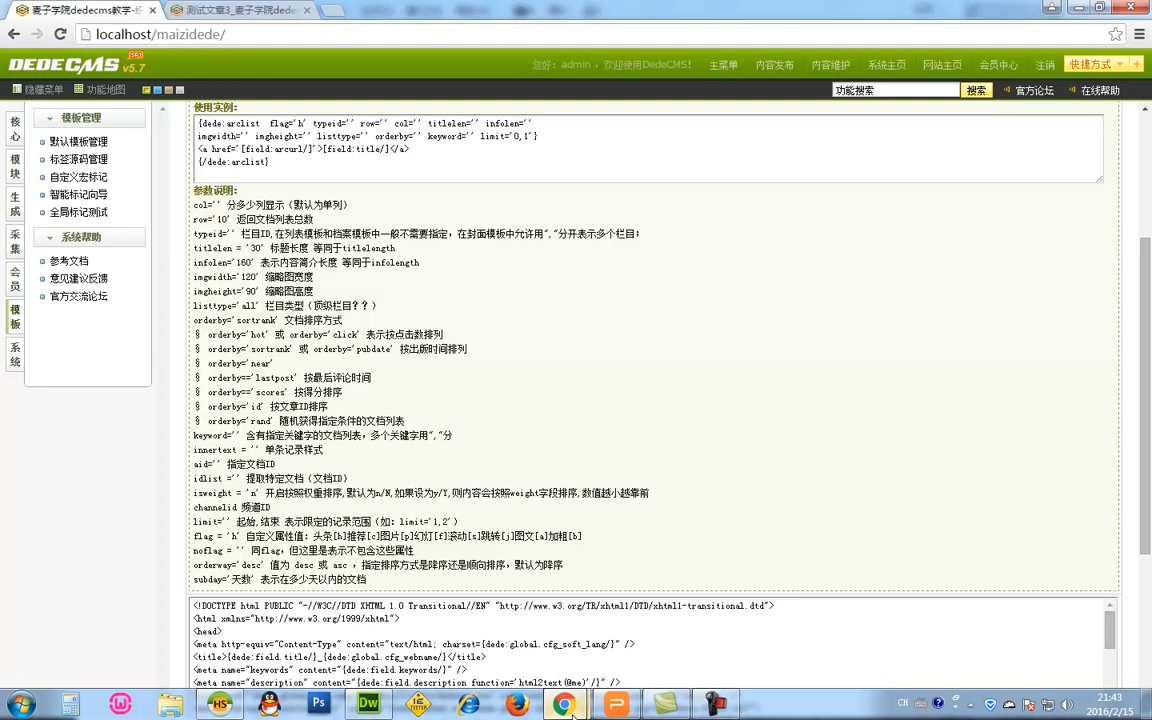 麦子学院dedecms教学-织
测试文章3_麦子学院dede
localhost/maizidede/
DEDECMS v5.7
您好: admin , 欢迎使用DedeCMS!
主菜单
内容发布
内容维护
系统主页
网站主页
会员中心
注销
快捷方式
隐藏菜单
功能地图
功能搜索
搜索
官方论坛
在线帮助
核心
模块
生成
采集
会员
模板
系统
模板管理
默认模板管理
标签源码管理
自定义宏标记
智能标记向导
全局标记测试
系统帮助
参考文档
意见建议反馈
官方交流论坛
使用实例:
{dede:arclist flag='h' typeid='' row='' col='' titlelen='' infolen=''
imgwidth='' imgheight='' listtype='' orderby='' keyword='' limit='0,1'}
<a href='[field:arcurl/]'>[field:title/]</a>
{/dede:arclist}
参数说明:
col='' 分多少列显示（默认为单列）
row='10' 返回文档列表总数
typeid='' 栏目ID,在列表模板和档案模板中一般不需要指定，在封面模板中允许用","分开表示多个栏目;
titlelen = '30' 标题长度 等同于titlelength
infolen='160' 表示内容简介长度 等同于infolength
imgwidth='120' 缩略图宽度
imgheight='90' 缩略图高度
listtype='all' 栏目类型（顶级栏目？？)
orderby='sortrank' 文档排序方式
§ orderby='hot' 或 orderby='click' 表示按点击数排列
§ orderby='sortrank' 或 orderby='pubdate' 按出版时间排列
§ orderby='near'
§ orderby=='lastpost' 按最后评论时间
§ orderby=='scores' 按得分排序
§ orderby='id' 按文章ID排序
§ orderby='rand' 随机获得指定条件的文档列表
keyword='' 含有指定关键字的文档列表，多个关键字用","分
innertext = '' 单条记录样式
aid='' 指定文档ID
idlist ='' 提取特定文档（文档ID）
isweight = 'n' 开启按照权重排序,默认为n/N,如果设为y/Y,则内容会按照weight字段排序,数值越小越靠前
channelid 频道ID
limit='' 起始,结束 表示限定的记录范围（如：limit='1,2'）
flag = 'h' 自定义属性值：头条[h]推荐[c]图片[p]幻灯[f]滚动[s]跳转[j]图文[a]加粗[b]
noflag = '' 同flag，但这里是表示不包含这些属性
orderway='desc' 值为 desc 或 asc ，指定排序方式是降序还是顺向排序，默认为降序
subday='天数' 表示在多少天以内的文档
<!DOCTYPE html PUBLIC "-//W3C//DTD XHTML 1.0 Transitional//EN" "http://www.w3.org/TR/xhtml1/DTD/xhtml1-transitional.dtd">
<html xmlns="http://www.w3.org/1999/xhtml">
<head>
<meta http-equiv="Content-Type" content="text/html; charset={dede:global.cfg_soft_lang/}" />
<title>{dede:field.title/}_{dede:global.cfg_webname/}</title>
<meta name="keywords" content="{dede:field.keywords/}" />
<meta name="description" content="{dede:field.description function='html2text(@me)'/}" />
HS
Ps
Dw
CH
21:43
2016/2/15